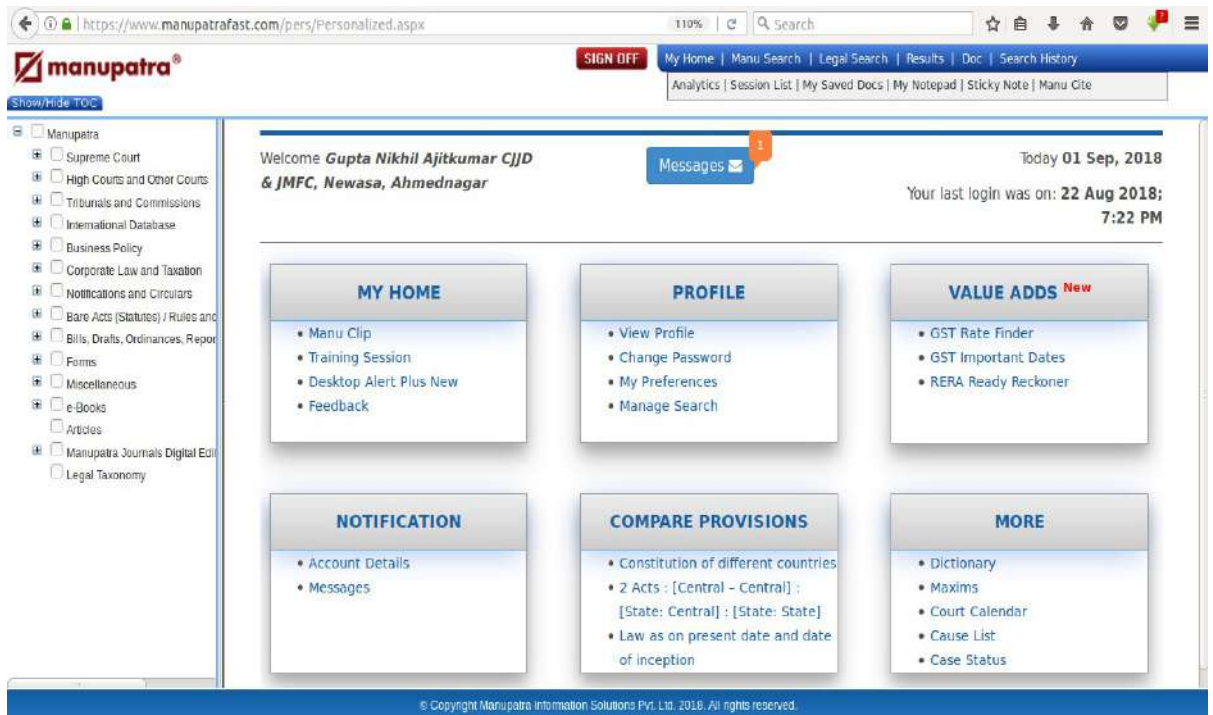 https://www.manupatrafast.com/pers/Personalized.aspx
110%
Search
manupatra®
SIGN OFF
My Home | Manu Search | Legal Search | Results | Doc | Search History
Analytics | Session List | My Saved Docs | My Notepad | Sticky Note | Manu Cite
Show/Hide TOC
Manupatra
Supreme Court
High Courts and Other Courts
Tribunals and Commissions
International Database
Business Policy
Corporate Law and Taxation
Notifications and Circulars
Bare Acts (Statutes) / Rules and
Bills, Drafts, Ordinances, Repor
Forms
Miscellaneous
e-Books
Articles
Manupatra Journals Digital Edi
Legal Taxonomy
Welcome Gupta Nikhil Ajitkumar CJJD
& JMFC, Newasa, Ahmednagar
Messages
1
Today 01 Sep, 2018
Your last login was on: 22 Aug 2018;
7:22 PM
MY HOME
• Manu Clip
• Training Session
• Desktop Alert Plus New
• Feedback
PROFILE
• View Profile
• Change Password
• My Preferences
• Manage Search
VALUE ADDS New
• GST Rate Finder
• GST Important Dates
• RERA Ready Reckoner
NOTIFICATION
• Account Details
• Messages
COMPARE PROVISIONS
• Constitution of different countries
• 2 Acts : [Central – Central] :
[State: Central] : [State: State]
• Law as on present date and date
of inception
MORE
• Dictionary
• Maxims
• Court Calendar
• Cause List
• Case Status
© Copyright Manupatra Information Solutions Pvt. Ltd. 2018. All rights reserved.